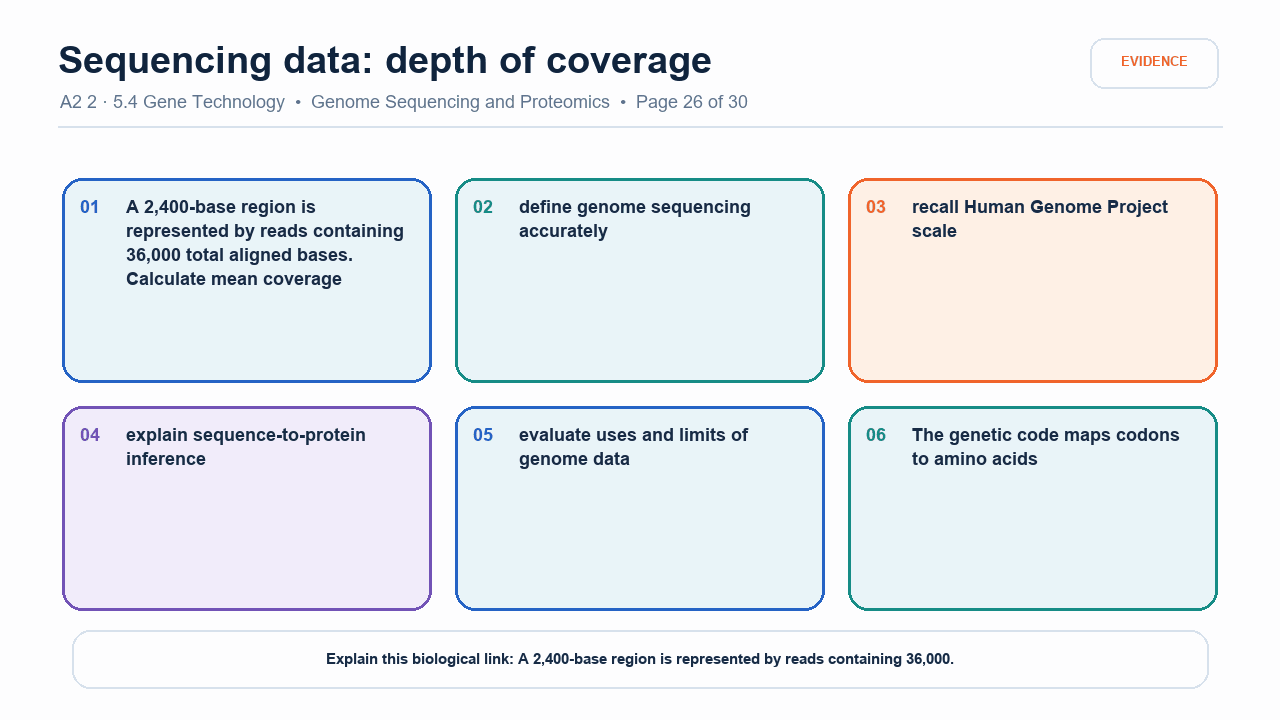 Sequencing data: depth of coverage
EVIDENCE
A2 2 · 5.4 Gene Technology • Genome Sequencing and Proteomics • Page 26 of 30
01 A 2,400-base region is
represented by reads containing
36,000 total aligned bases.
Calculate mean coverage
02 define genome sequencing
accurately
03 recall Human Genome Project
scale
04 explain sequence-to-protein
inference
05 evaluate uses and limits of
genome data
06 The genetic code maps codons
to amino acids
Explain this biological link: A 2,400-base region is represented by reads containing 36,000.